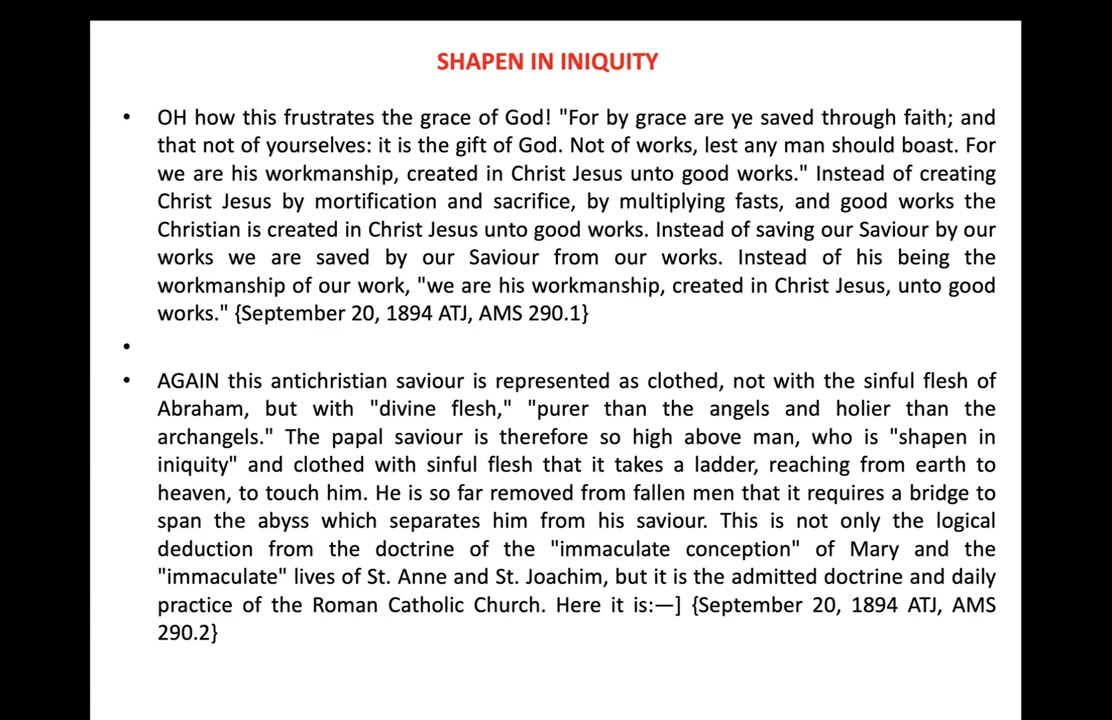 SHAPEN IN INIQUITY
• OH how this frustrates the grace of God! "For by grace are ye saved through faith; and
that not of yourselves: it is the gift of God. Not of works, lest any man should boast. For
we are his workmanship, created in Christ Jesus unto good works." Instead of creating
Christ Jesus by mortification and sacrifice, by multiplying fasts, and good works the
Christian is created in Christ Jesus unto good works. Instead of saving our Saviour by our
works we are saved by our Saviour from our works. Instead of his being the
workmanship of our work, "we are his workmanship, created in Christ Jesus, unto good
works." {September 20, 1894 ATJ, AMS 290.1}
•
• AGAIN this antichristian saviour is represented as clothed, not with the sinful flesh of
Abraham, but with "divine flesh," "purer than the angels and holier than the
archangels." The papal saviour is therefore so high above man, who is "shapen in
iniquity" and clothed with sinful flesh that it takes a ladder, reaching from earth to
heaven, to touch him. He is so far removed from fallen men that it requires a bridge to
span the abyss which separates him from his saviour. This is not only the logical
deduction from the doctrine of the "immaculate conception" of Mary and the
"immaculate" lives of St. Anne and St. Joachim, but it is the admitted doctrine and daily
practice of the Roman Catholic Church. Here it is:—] {September 20, 1894 ATJ, AMS
290.2}